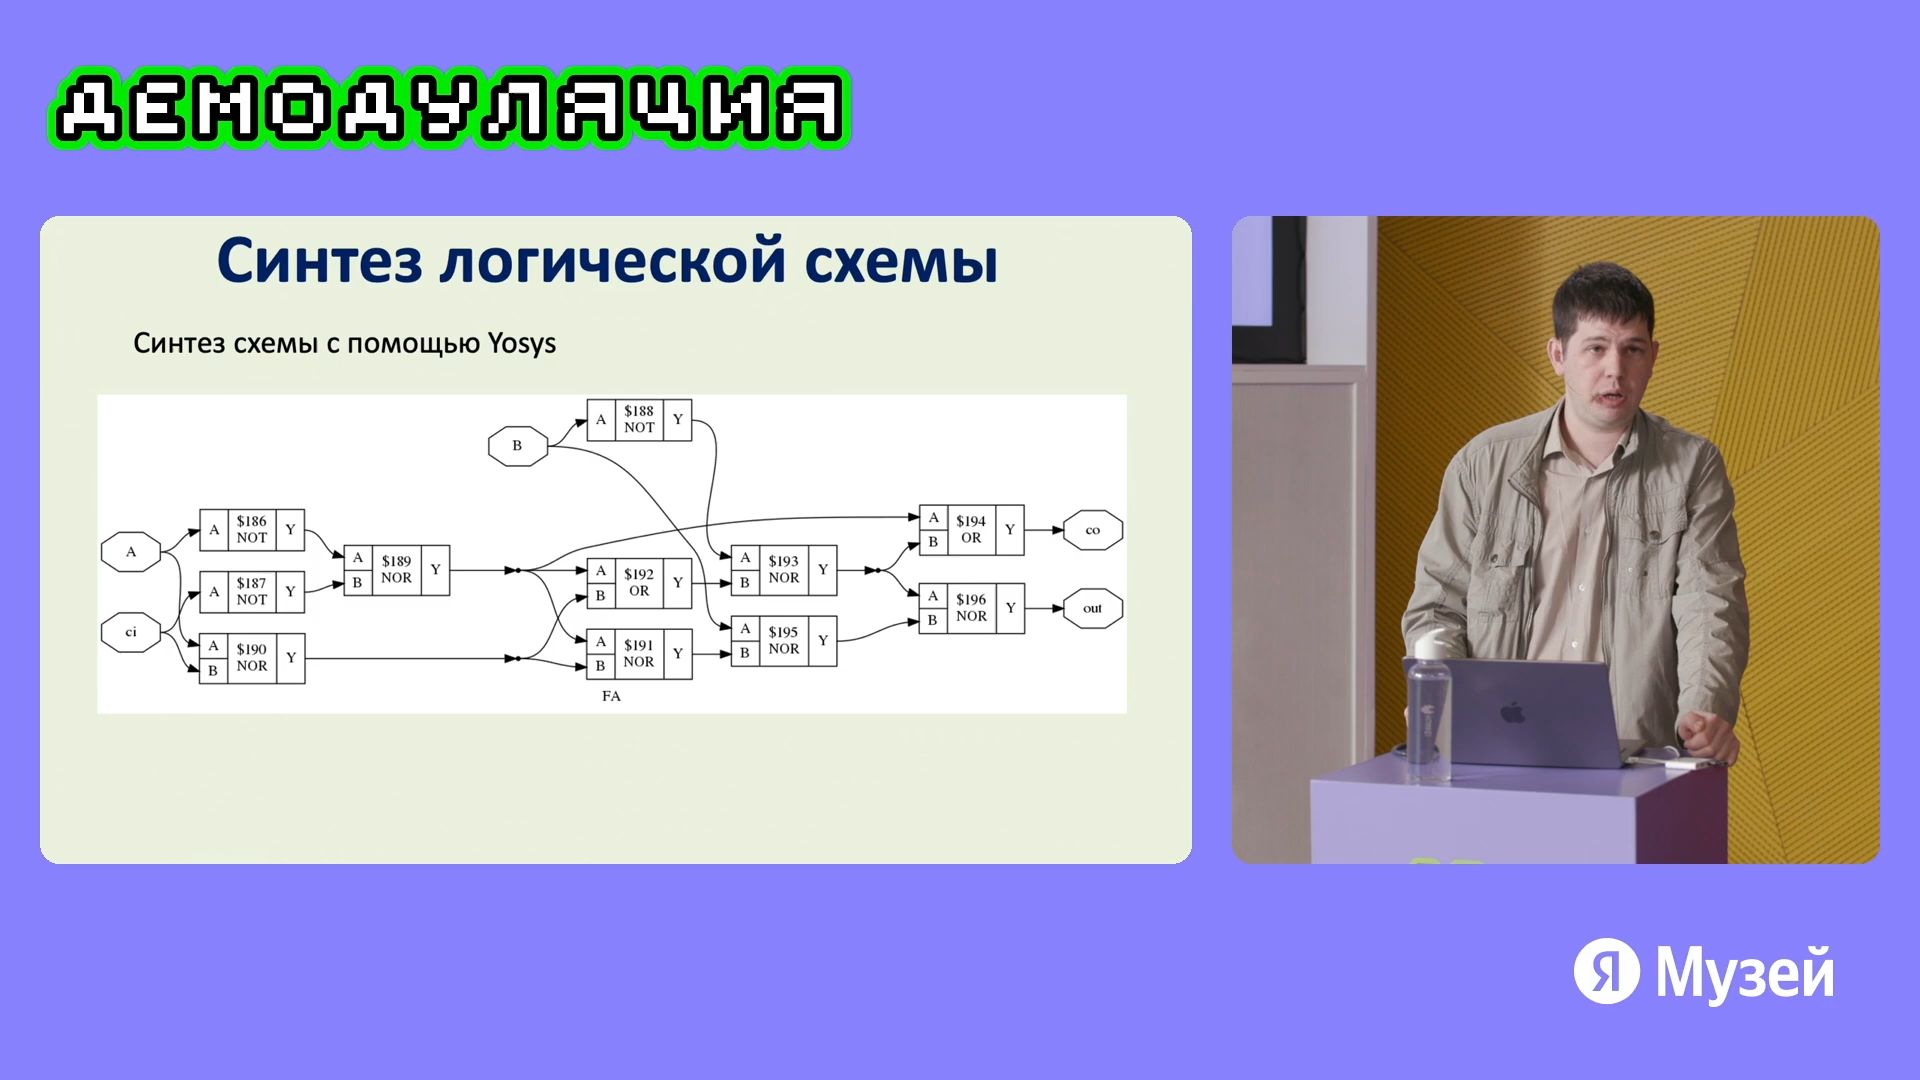 ДЕМОДУЛЯЦИЯ
Синтез логической схемы
Синтез схемы с помощью Yosys
B
A $188 NOT Y
A
ci
A $186 NOT Y
A $187 NOT Y
A B $190 NOR Y
A B $189 NOR Y
A B $192 OR Y
A B $191 NOR Y
A B $193 NOR Y
A B $195 NOR Y
A B $194 OR Y
A B $196 NOR Y
co
out
FA
Я Музей